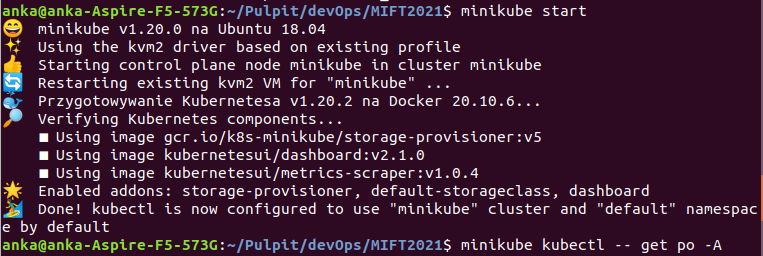 anka@anka-Aspire-F5-573G:~/Pulpit/devOps/MIFT2021$ minikube start
😄  minikube v1.20.0 na Ubuntu 18.04
✨  Using the kvm2 driver based on existing profile
👍  Starting control plane node minikube in cluster minikube
🔄  Restarting existing kvm2 VM for "minikube" ...
🐳  Przygotowywanie Kubernetesa v1.20.2 na Docker 20.10.6...
🔎  Verifying Kubernetes components...
    ▪ Using image gcr.io/k8s-minikube/storage-provisioner:v5
    ▪ Using image kubernetesui/dashboard:v2.1.0
    ▪ Using image kubernetesui/metrics-scraper:v1.0.4
🌟  Enabled addons: storage-provisioner, default-storageclass, dashboard
🏄  Done! kubectl is now configured to use "minikube" cluster and "default" namespac
e by default
anka@anka-Aspire-F5-573G:~/Pulpit/devOps/MIFT2021$ minikube kubectl -- get po -A